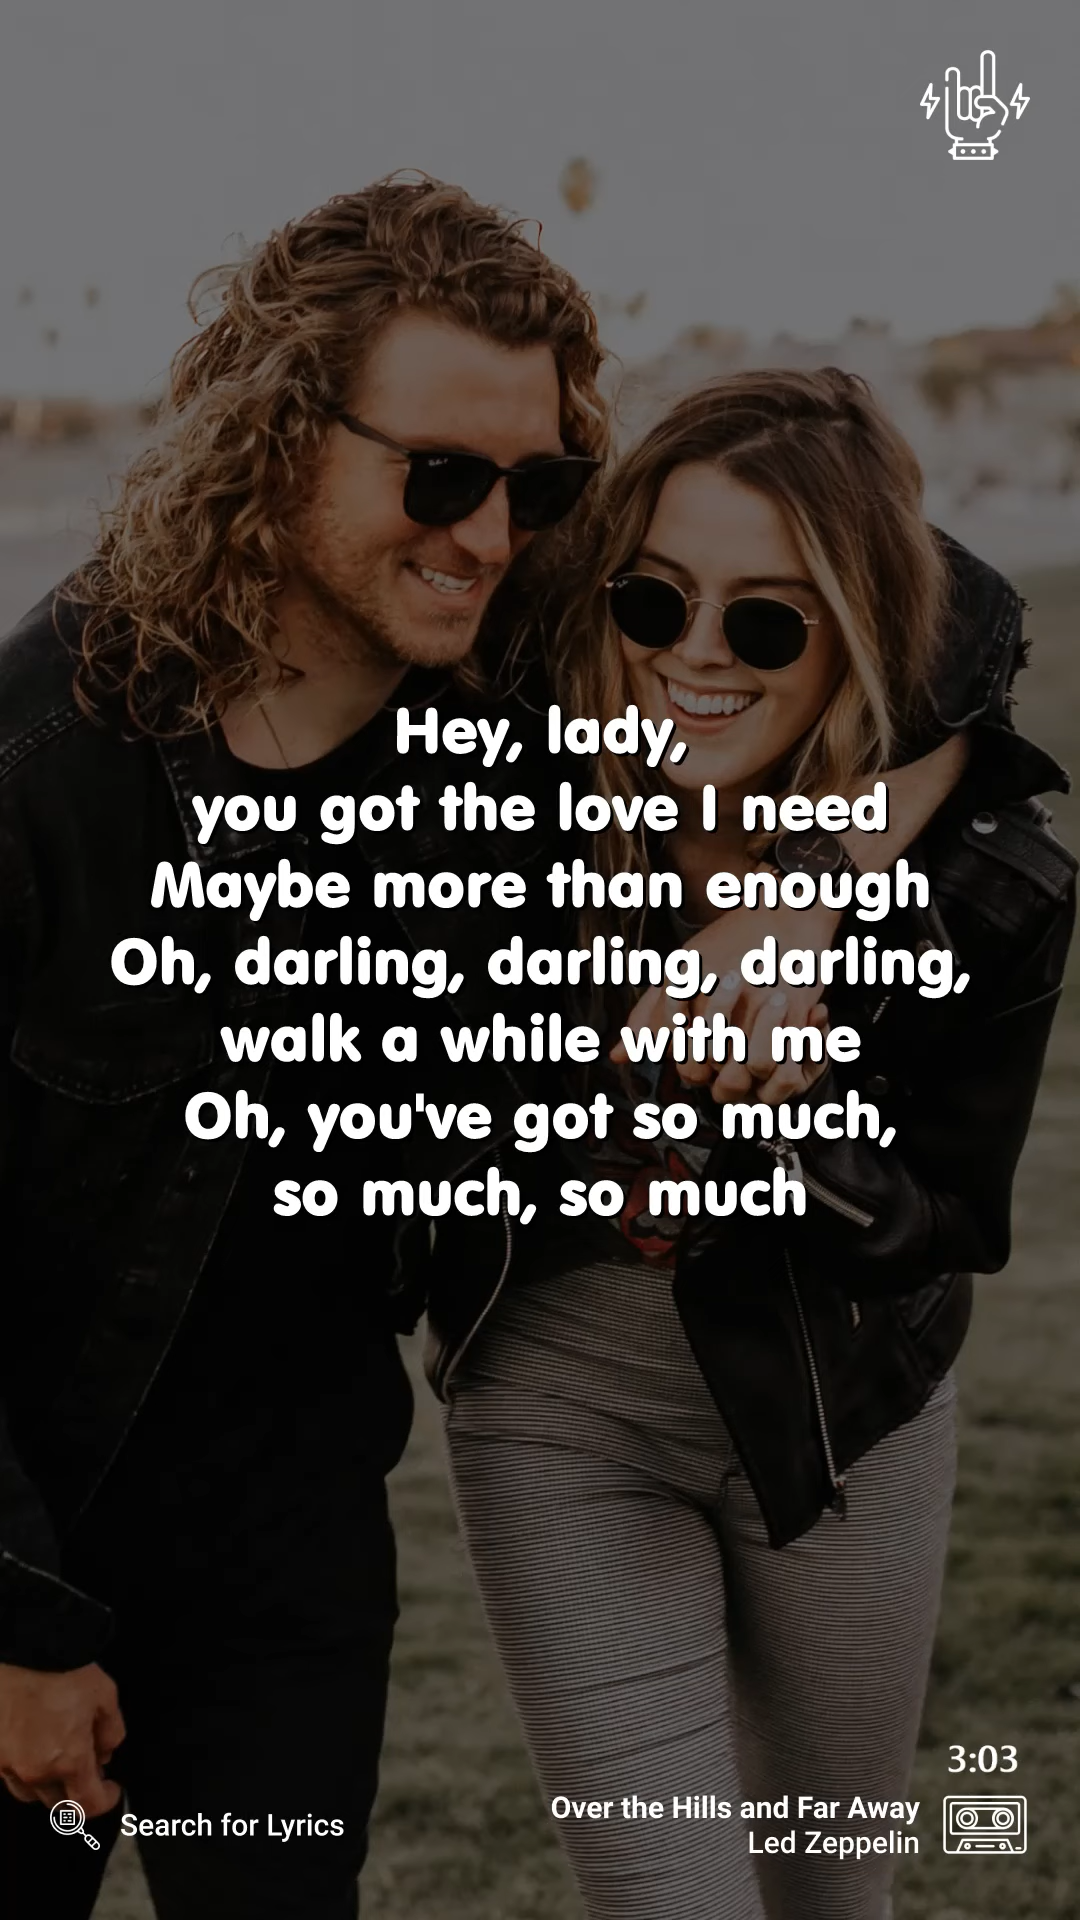 Hey, lady,
you got the love I need
Maybe more than enough
Oh, darling, darling, darling,
walk a while with me
Oh, you've got so much,
so much, so much
3:03
Search for Lyrics
Over the Hills and Far Away
Led Zeppelin